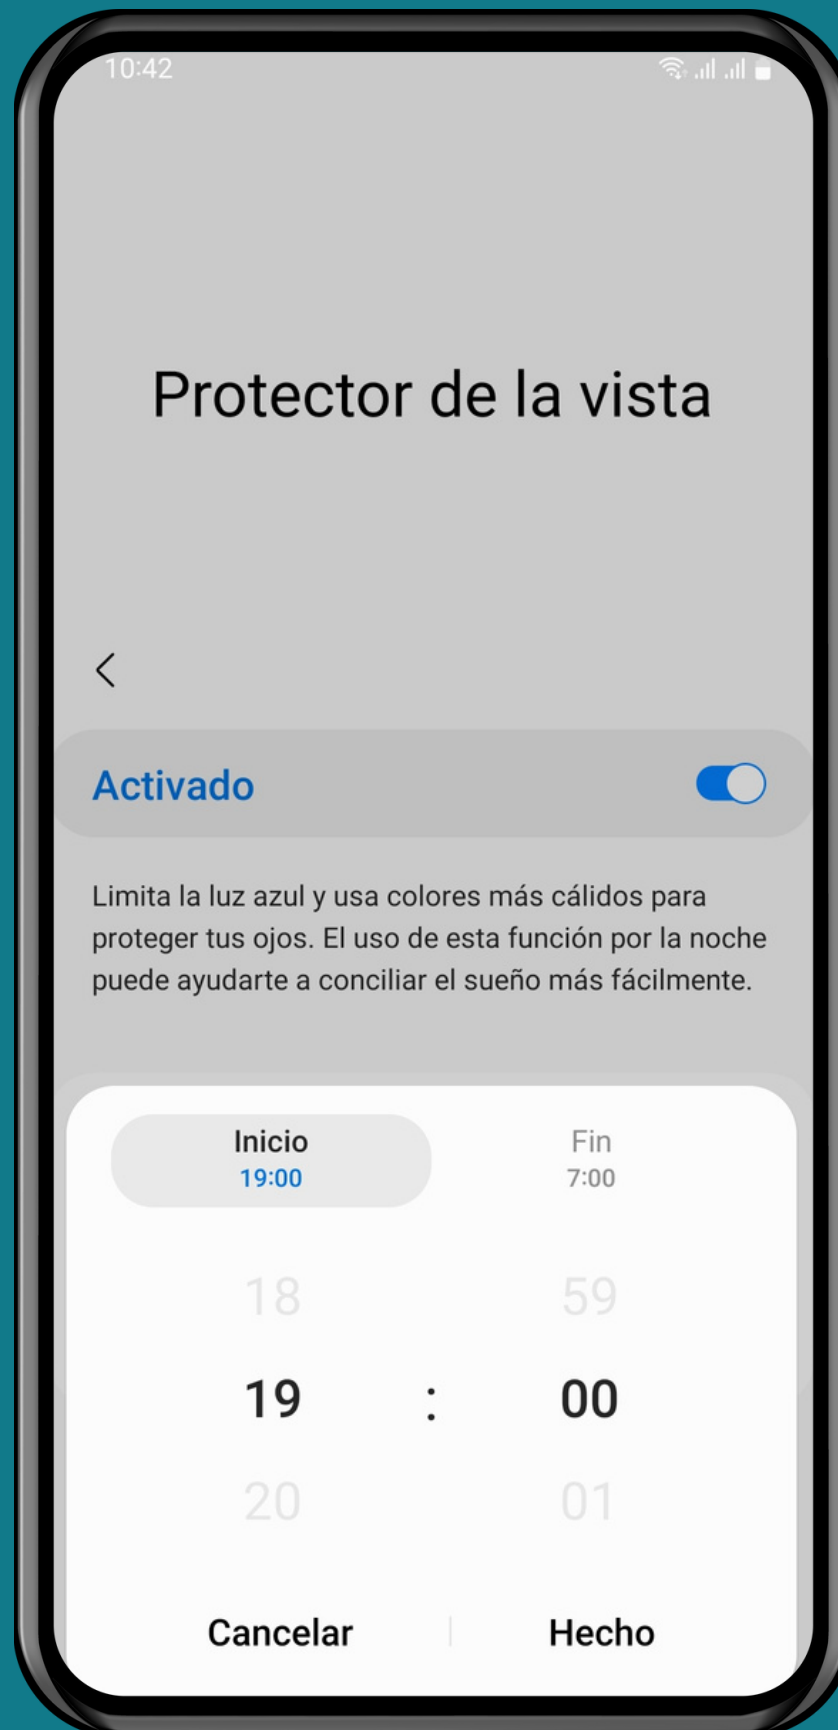 10:42
Protector de la vista
Activado
Limita la luz azul y usa colores más cálidos para
proteger tus ojos. El uso de esta función por la noche
puede ayudarte a conciliar el sueño más fácilmente.
Inicio Fin
19:00 7:00
18 59
19 : 00
20 01
Cancelar Hecho